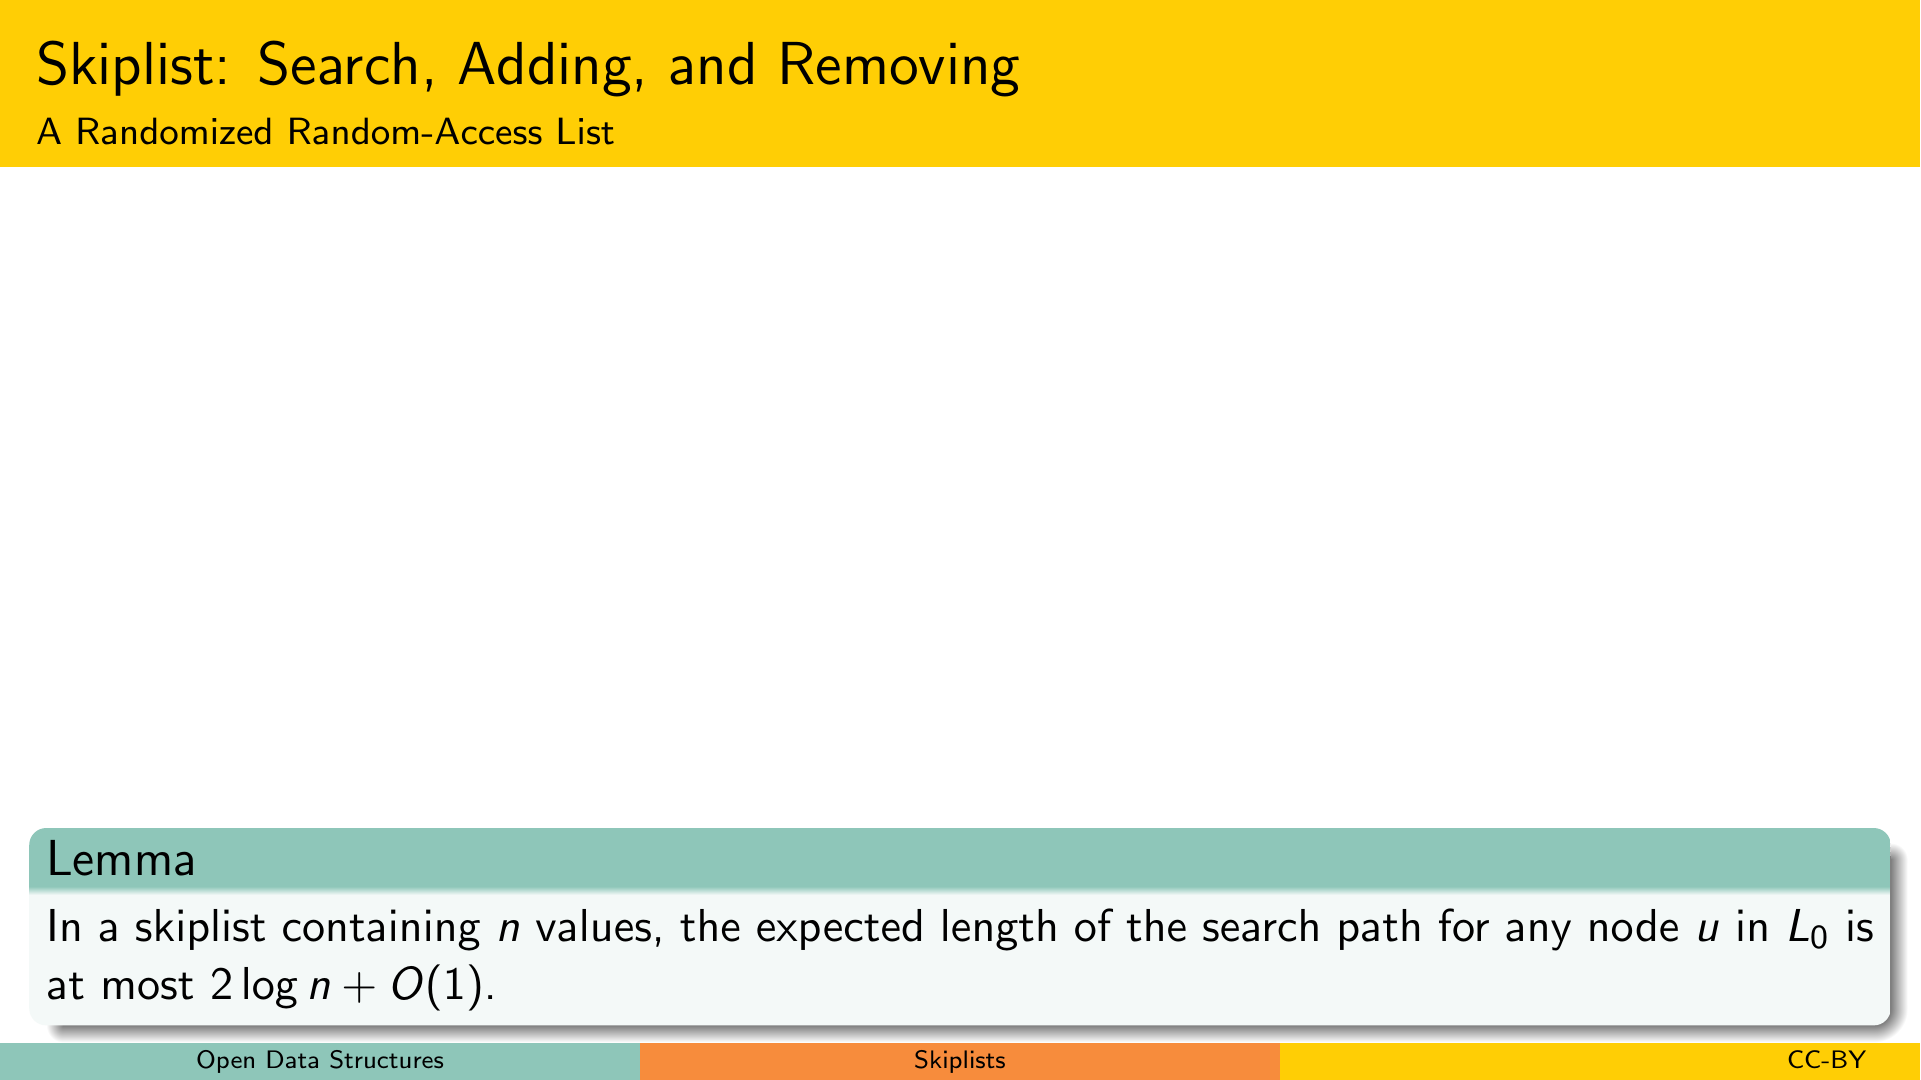 Skiplist: Search, Adding, and Removing
A Randomized Random-Access List
Lemma
In a skiplist containing n values, the expected length of the search path for any node u in L₀ is
at most 2 log n + O(1).
Open Data Structures
Skiplists
CC-BY